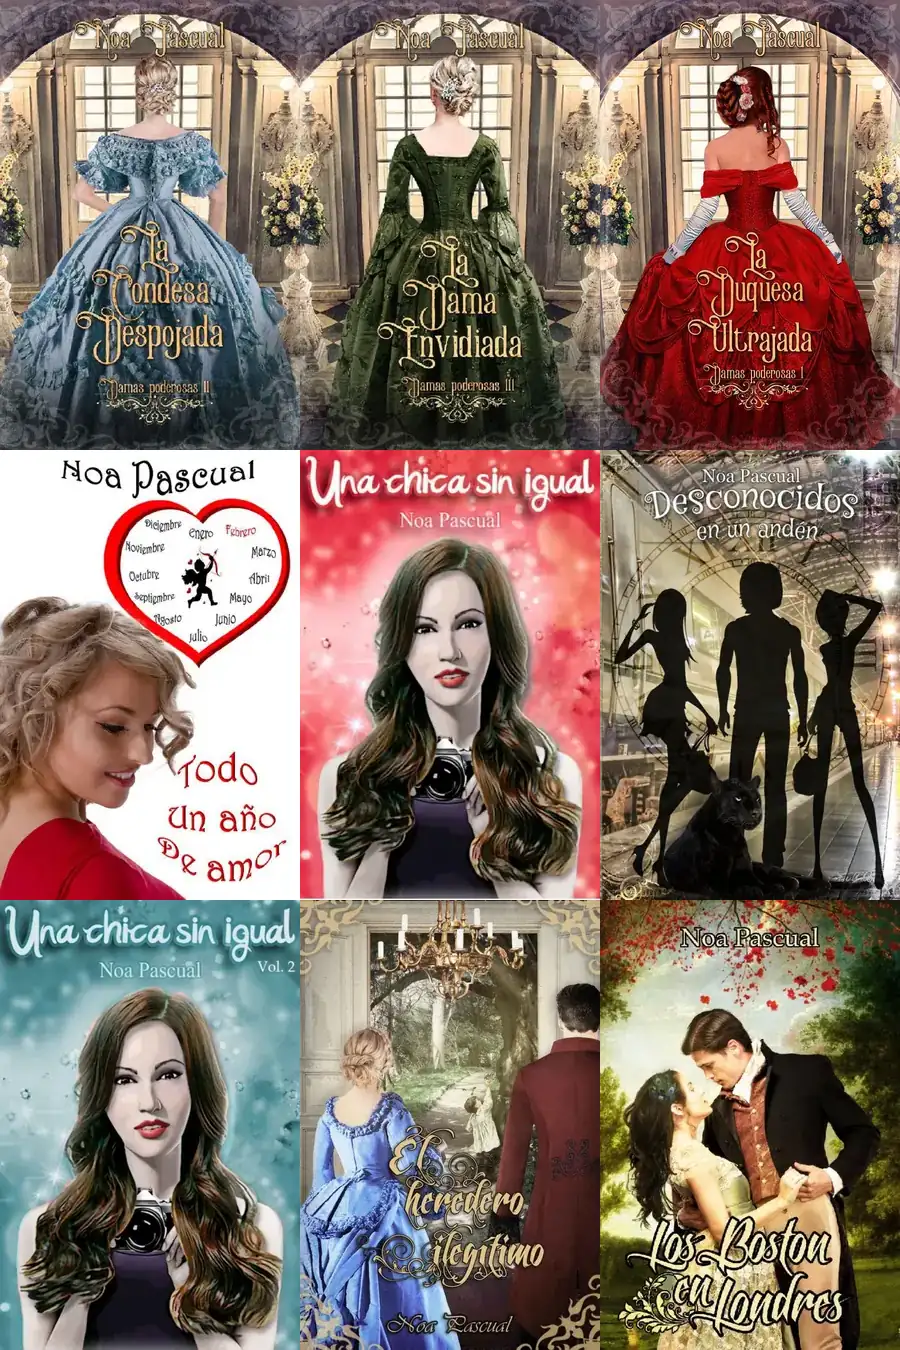 Noa Pascual
La
Condesa
Despojada
Damas poderosas II
Noa Pascual
La
Dama
Envidiada
Damas poderosas III
Noa Pascual
La
Duquesa
Ultrajada
Damas poderosas I
Noa Pascual
Diciembre
Enero
Febrero
Noviembre
Marzo
Octubre
Abril
Septiembre
Mayo
Agosto
Junio
Julio
Todo
un año
De amor
Una chica sin igual
Noa Pascual
Noa Pascual
Desconocidos
en un andén
Una chica sin igual
Noa Pascual
Vol. 2
El
heredero
ilegítimo
Noa Pascual
Noa Pascual
Los Boston
en
Londres